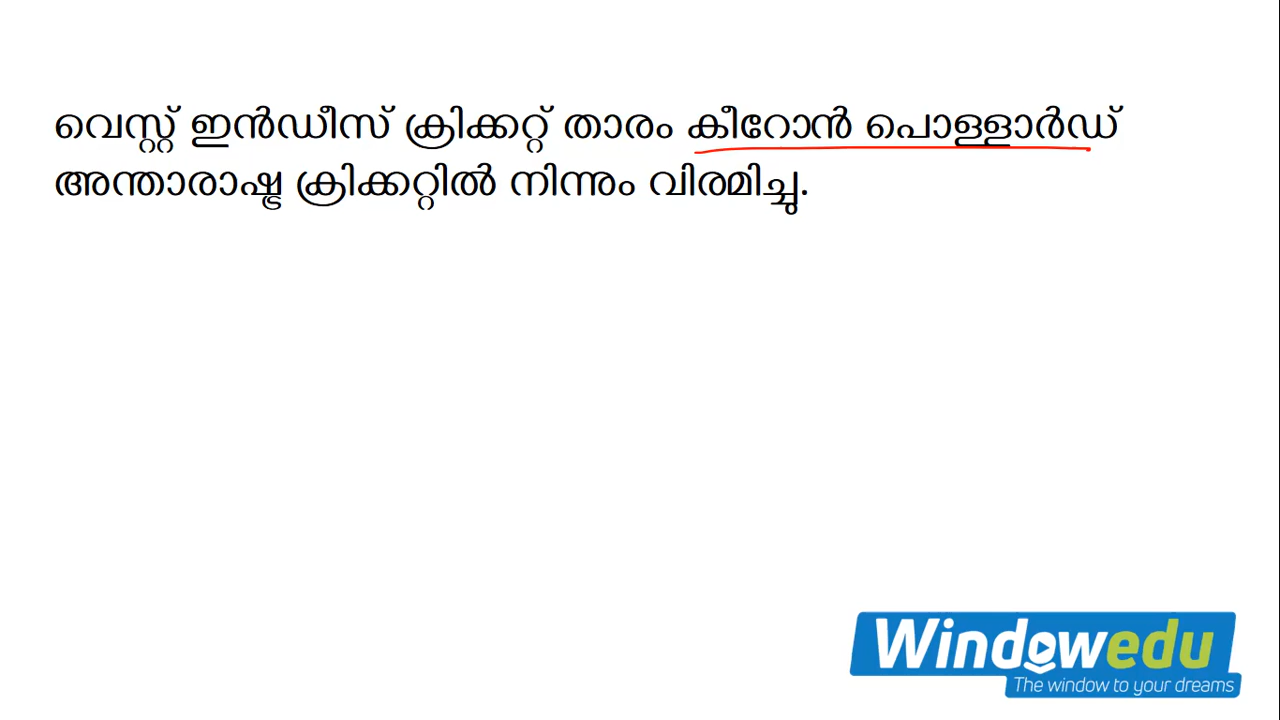 വെസ്റ്റ് ഇൻഡീസ് ക്രിക്കറ്റ് താരം കീറോൻ പൊള്ളാർഡ്
അന്താരാഷ്ട്ര ക്രിക്കറ്റിൽ നിന്നും വിരമിച്ചു.
Windowedu
The window to your dreams